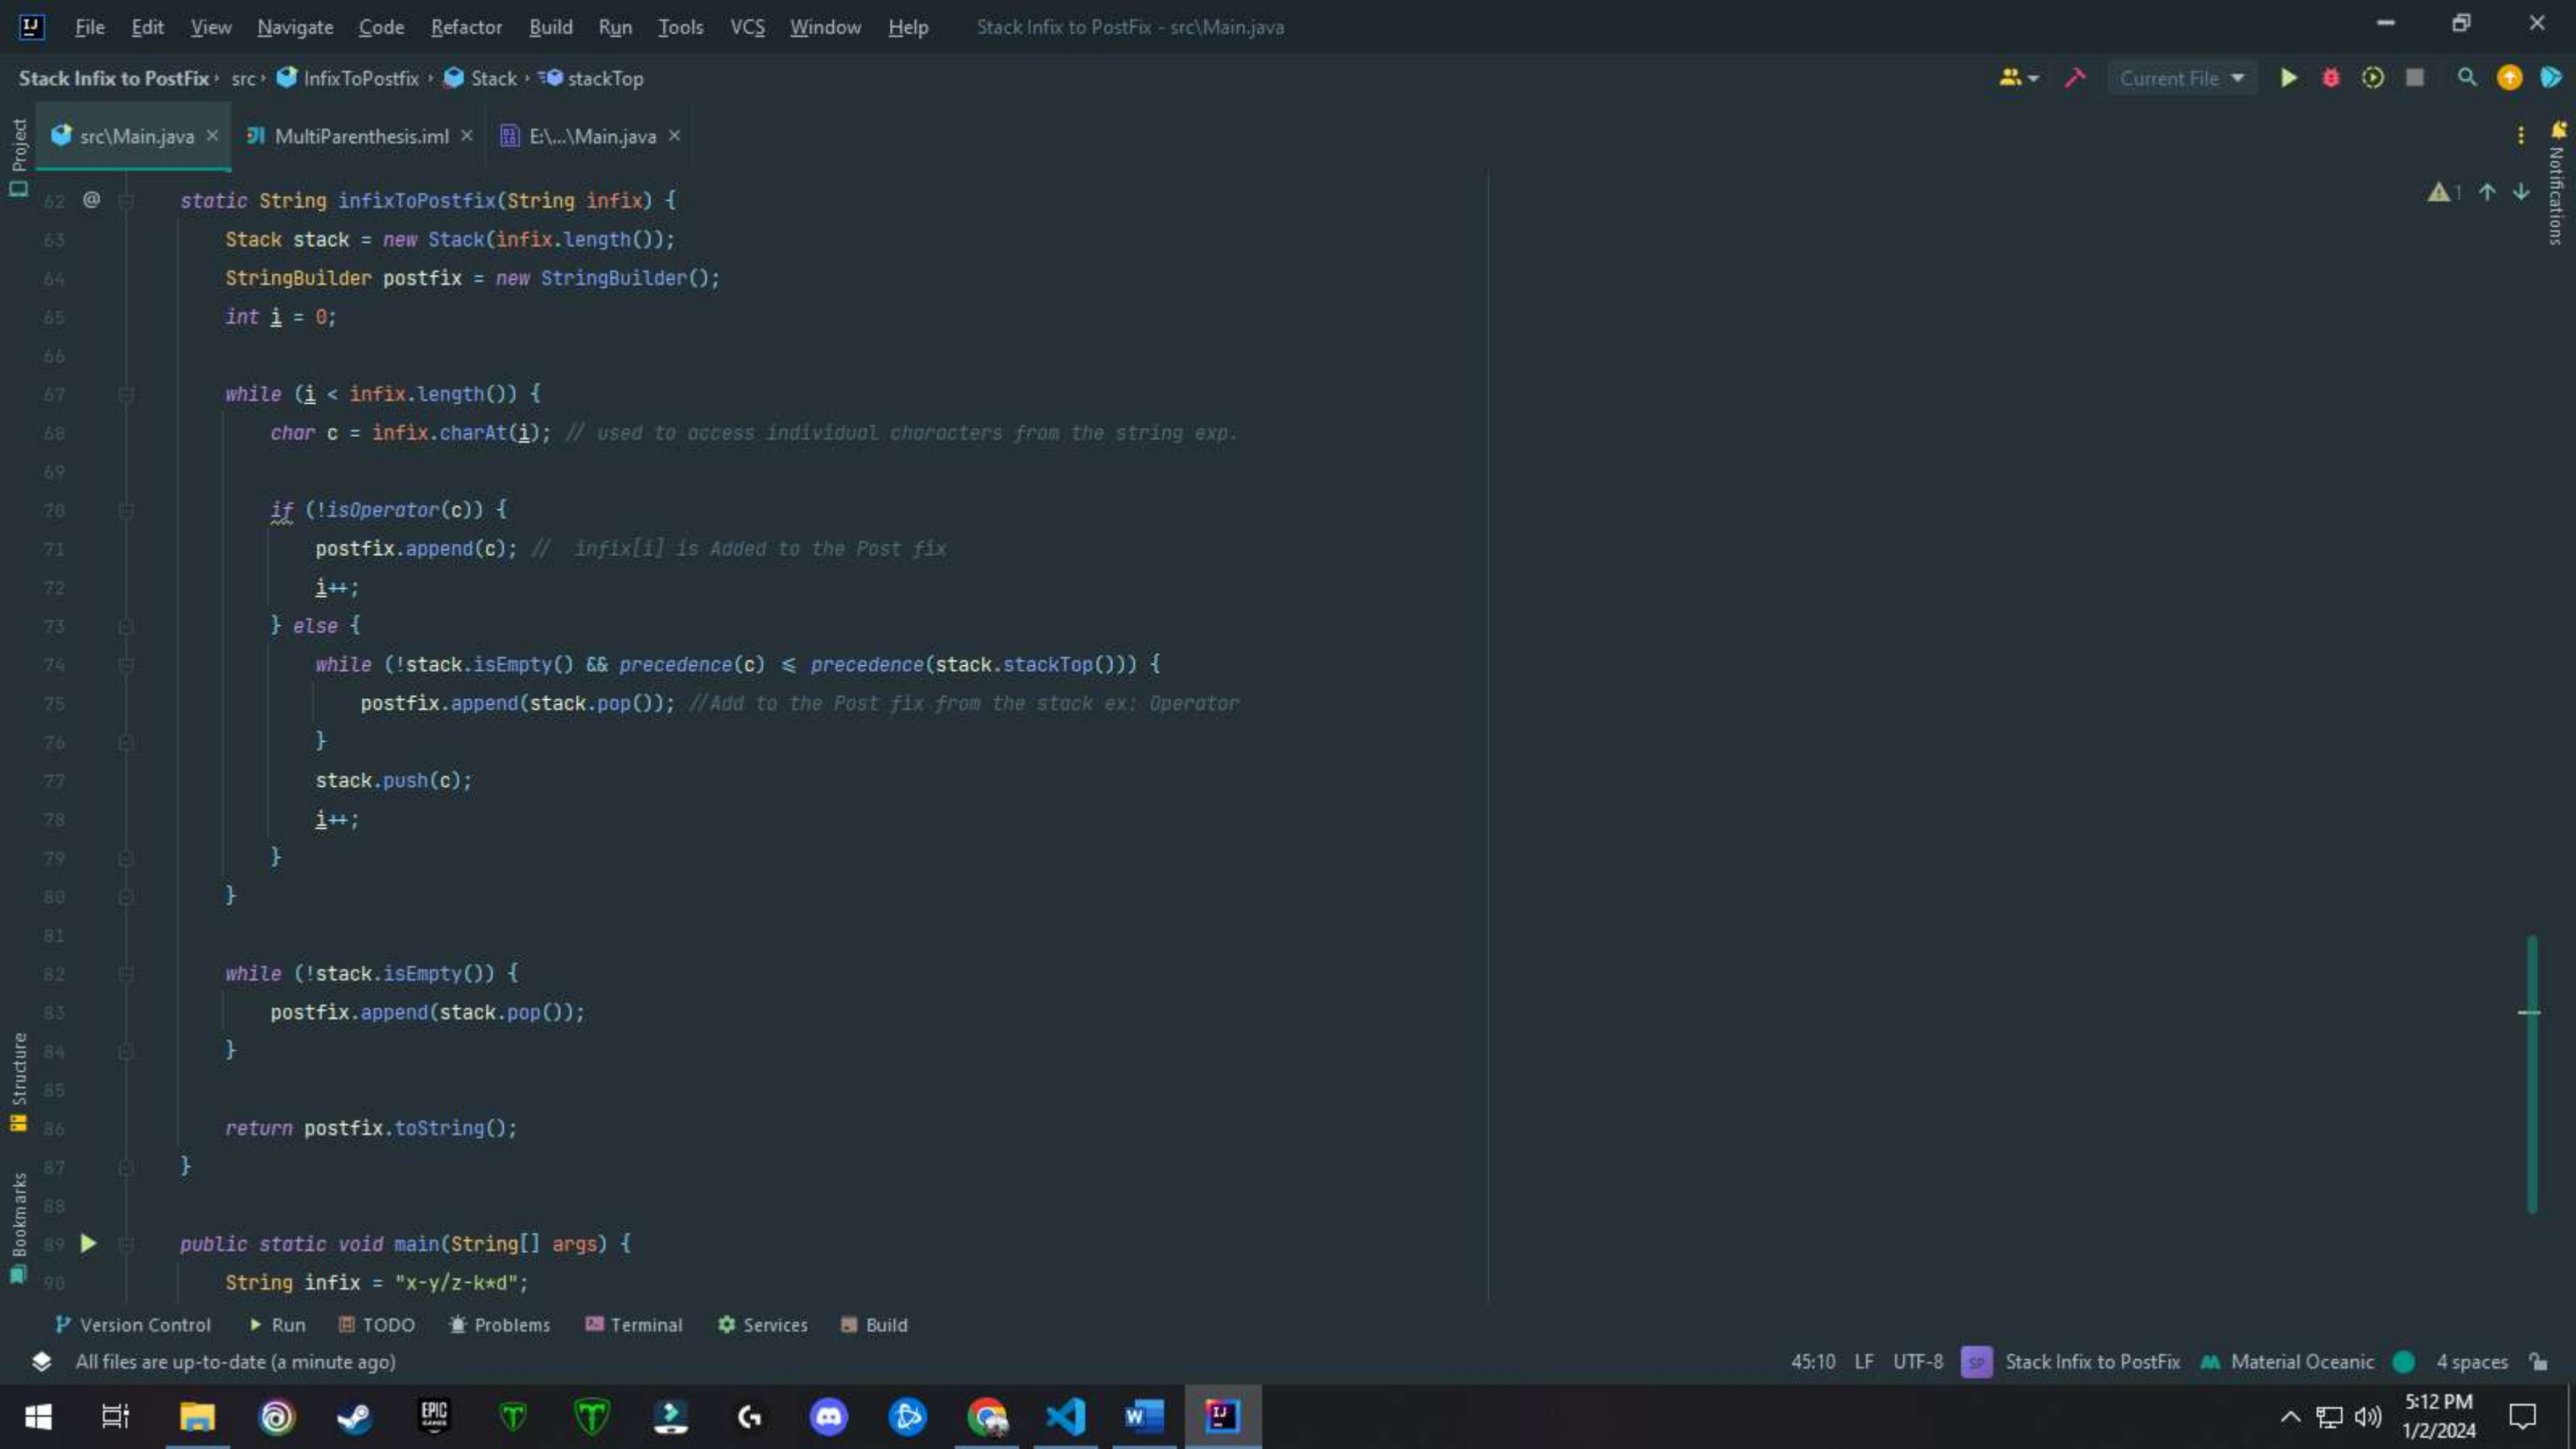 File Edit View Navigate Code Refactor Build Run Tools VCS Window Help Stack Infix to PostFix - src\Main.java
Stack Infix to PostFix › src › InfixToPostfix › Stack › stackTop Current File
src\Main.java × MultiParenthesis.iml × E:\...\Main.java ×
Project
Notifications
1
62 @ static String infixToPostfix(String infix) {
63 Stack stack = new Stack(infix.length());
64 StringBuilder postfix = new StringBuilder();
65 int i = 0;
66
67 while (i < infix.length()) {
68 char c = infix.charAt(i); // used to access individual characters from the string exp.
69
70 if (!isOperator(c)) {
71 postfix.append(c); //  infix[i] is Added to the Post fix
72 i++;
73 } else {
74 while (!stack.isEmpty() && precedence(c) <= precedence(stack.stackTop())) {
75 postfix.append(stack.pop()); //Add to the Post fix from the stack ex: Operator
76 }
77 stack.push(c);
78 i++;
79 }
80 }
81
82 while (!stack.isEmpty()) {
83 postfix.append(stack.pop());
84 }
85
86 return postfix.toString();
87 }
88
89 public static void main(String[] args) {
90 String infix = "x-y/z-k*d";
Structure
Bookmarks
Version Control Run TODO Problems Terminal Services Build
All files are up-to-date (a minute ago) 45:10 LF UTF-8 SP Stack Infix to PostFix Material Oceanic 4 spaces
EPIC GAMES
5:12 PM
1/2/2024